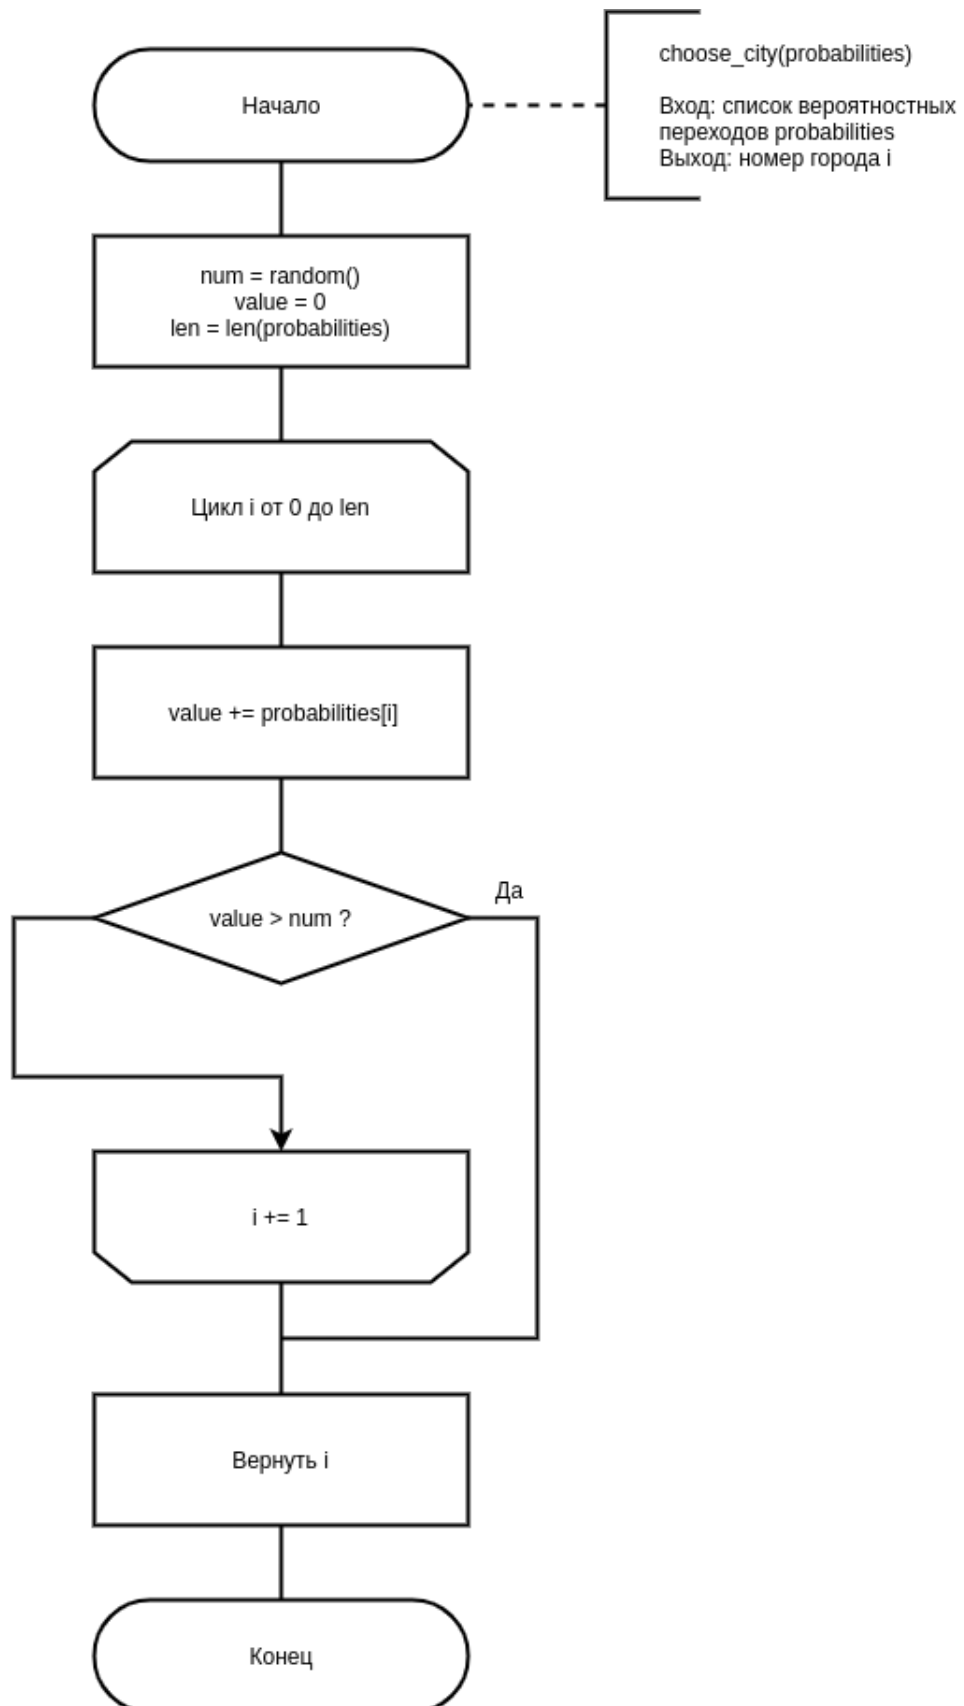 choose_city(probabilities)
Начало
Вход: список вероятностных
переходов probabilities
Выход: номер города i
num = random()
value = 0
len = len(probabilities)
Цикл i от 0 до len
value += probabilities[i]
Да
value > num ?
i += 1
Вернуть i
Конец